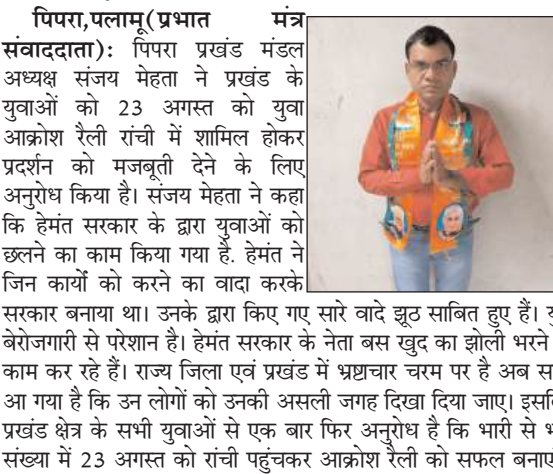 पिपरा,पलामू(प्रभात मंत्र
संवाददाता): पिपरा प्रखंड मंडल
अध्यक्ष संजय मेहता ने प्रखंड के
युवाओं को 23 अगस्त को युवा
आक्रोश रैली रांची में शामिल होकर
प्रदर्शन को मजबूती देने के लिए
अनुरोध किया है। संजय मेहता ने कहा
कि हेमंत सरकार के द्वारा युवाओं को
छलने का काम किया गया है. हेमंत ने
जिन कार्यों को करने का वादा करके
सरकार बनाया था। उनके द्वारा किए गए सारे वादे झूठ साबित हुए हैं।
बेरोजगारी से परेशान है। हेमंत सरकार के नेता बस खुद का झोली भरने
काम कर रहे हैं। राज्य जिला एवं प्रखंड में भ्रष्टाचार चरम पर है अब
आ गया है कि उन लोगों को उनकी असली जगह दिखा दिया जाए।
प्रखंड क्षेत्र के सभी युवाओं से एक बार फिर अनुरोध है कि भारी से
संख्या में 23 अगस्त को रांची पहुंचकर आक्रोश रैली को सफल